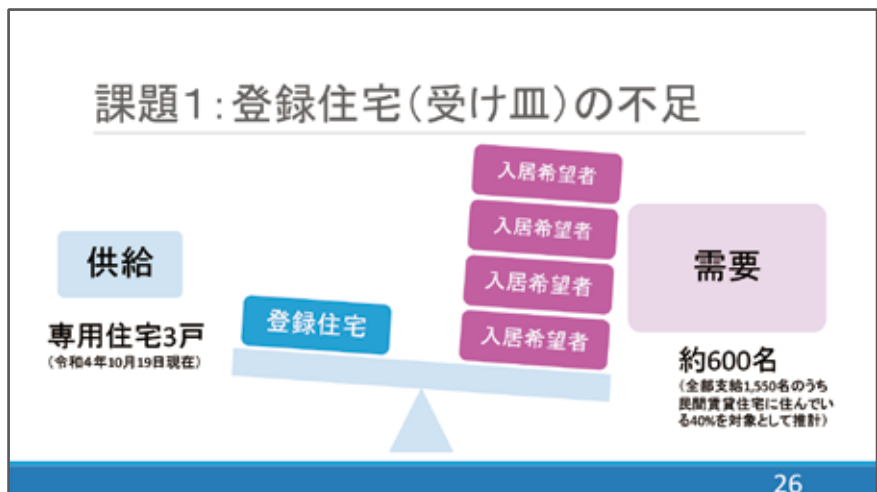 課題1:登録住宅(受け皿)の不足
入居希望者
入居希望者
入居希望者
入居希望者
登録住宅
供給
専用住宅3戸
(令和4年10月19日現在)
需要
約600名
(全部支給1,550名のうち
民間賃貸住宅に住んでい
る40%を対象として推計)
26